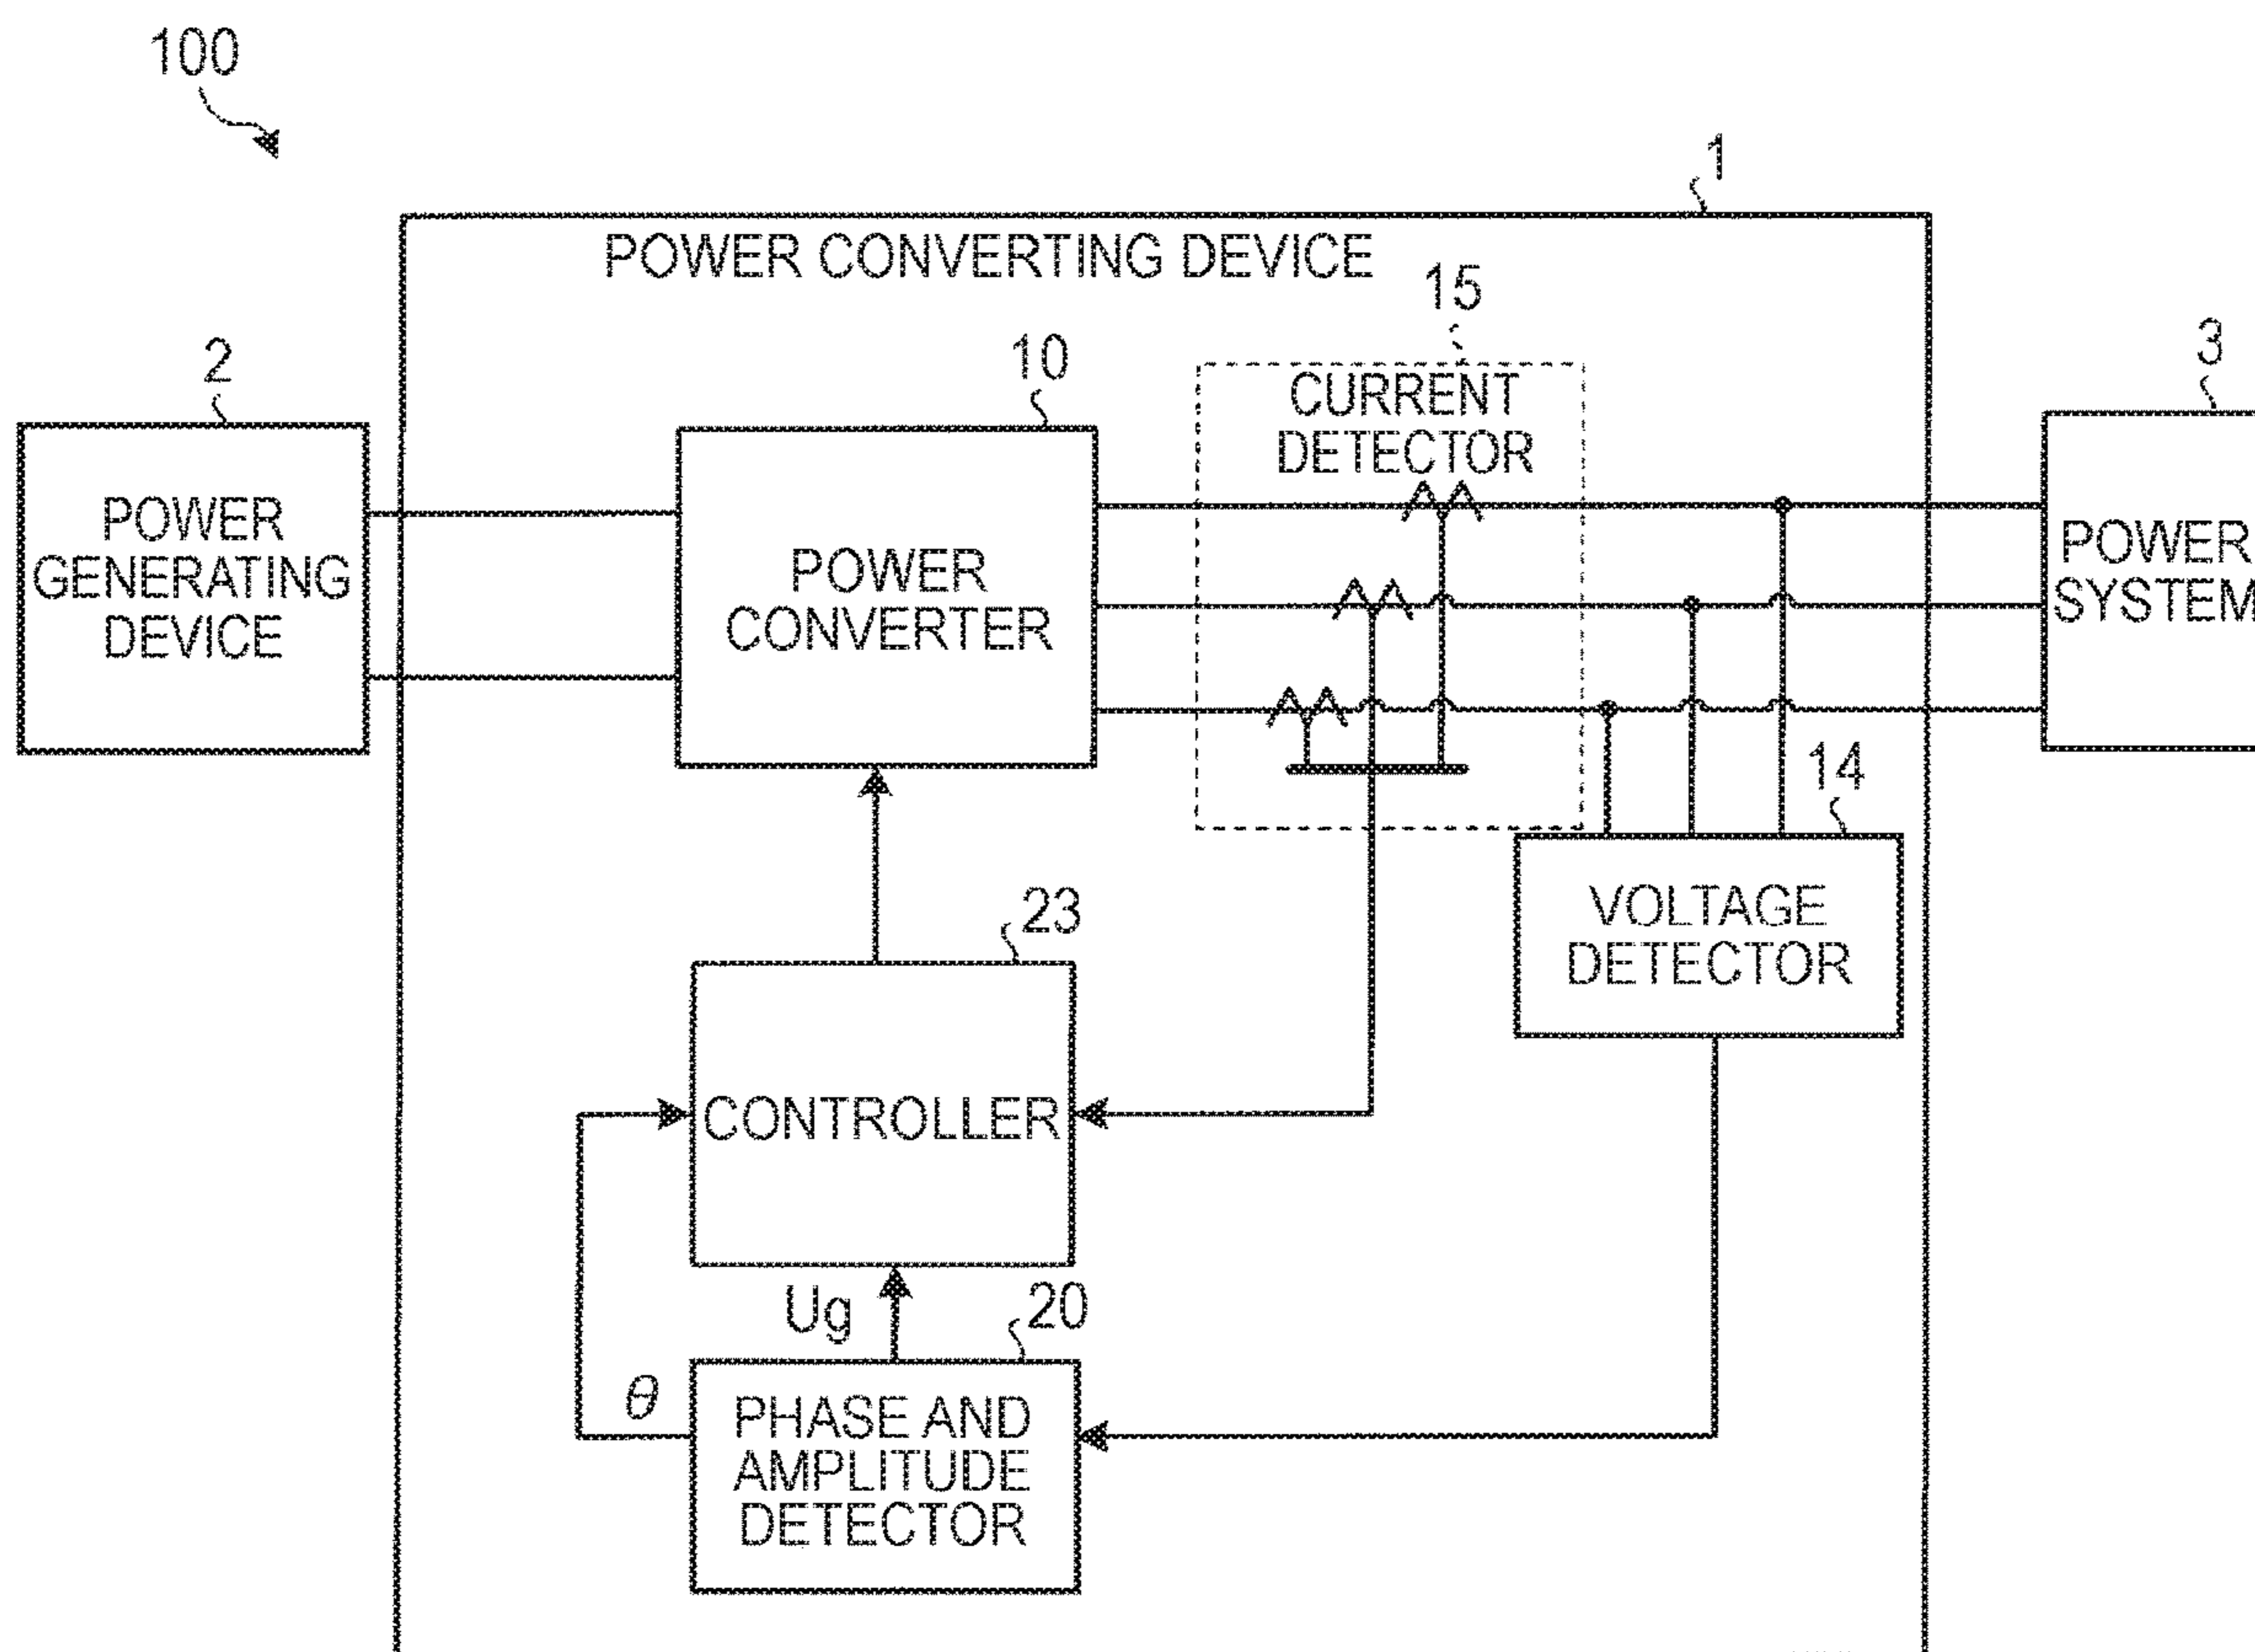 100
1
POWER CONVERTING DEVICE
15
2
10
3
CURRENT
DETECTOR
POWER
GENERATING
DEVICE
POWER
CONVERTER
POWER
SYSTEM
14
VOLTAGE
DETECTOR
23
CONTROLLER
Ug
20
θ
PHASE AND
AMPLITUDE
DETECTOR